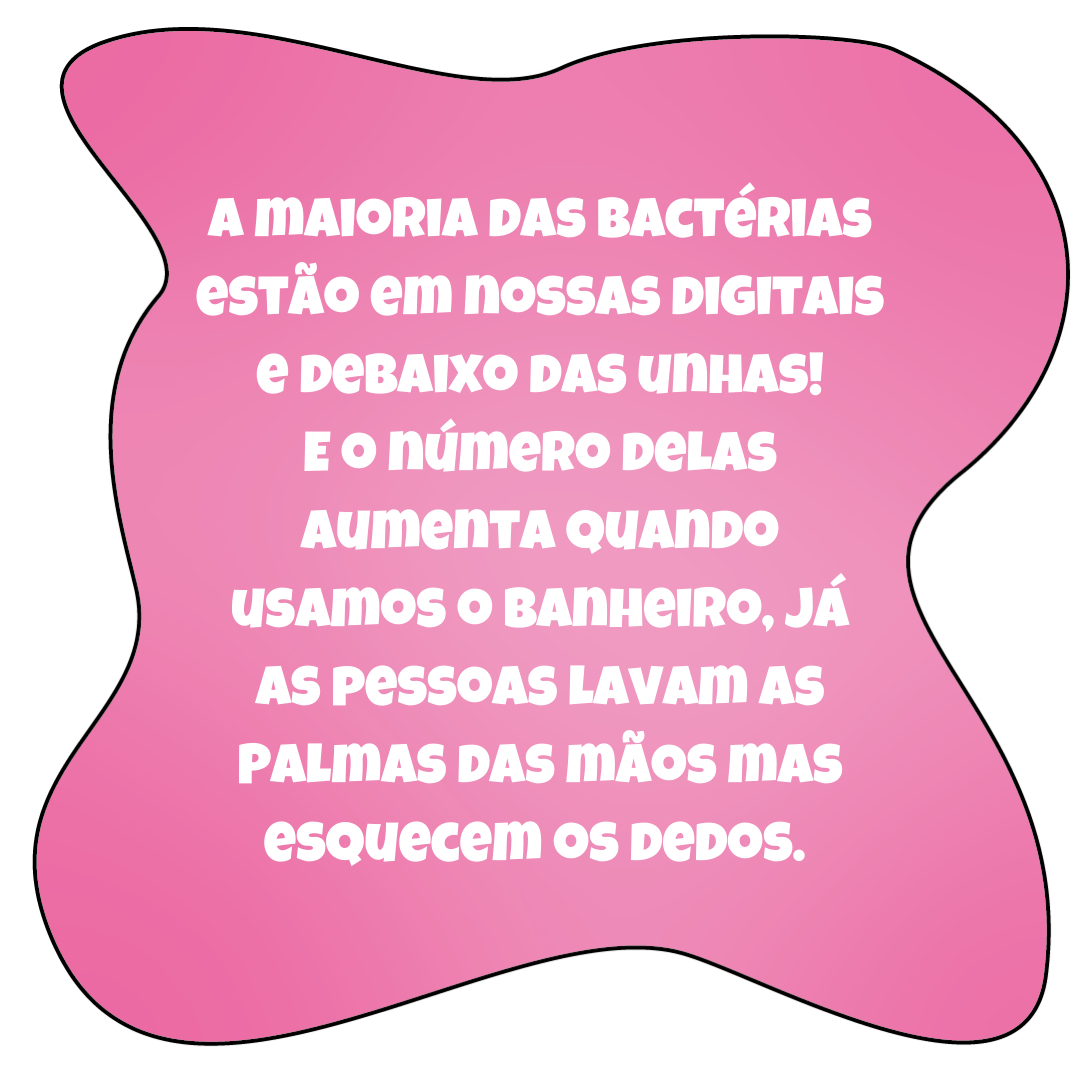 A maioria das bactérias
estão em nossas digitais
e debaixo das unhas!
E o número delas
aumenta quando
usamos o banheiro, já
as pessoas lavam as
palmas das mãos mas
esquecem os dedos.